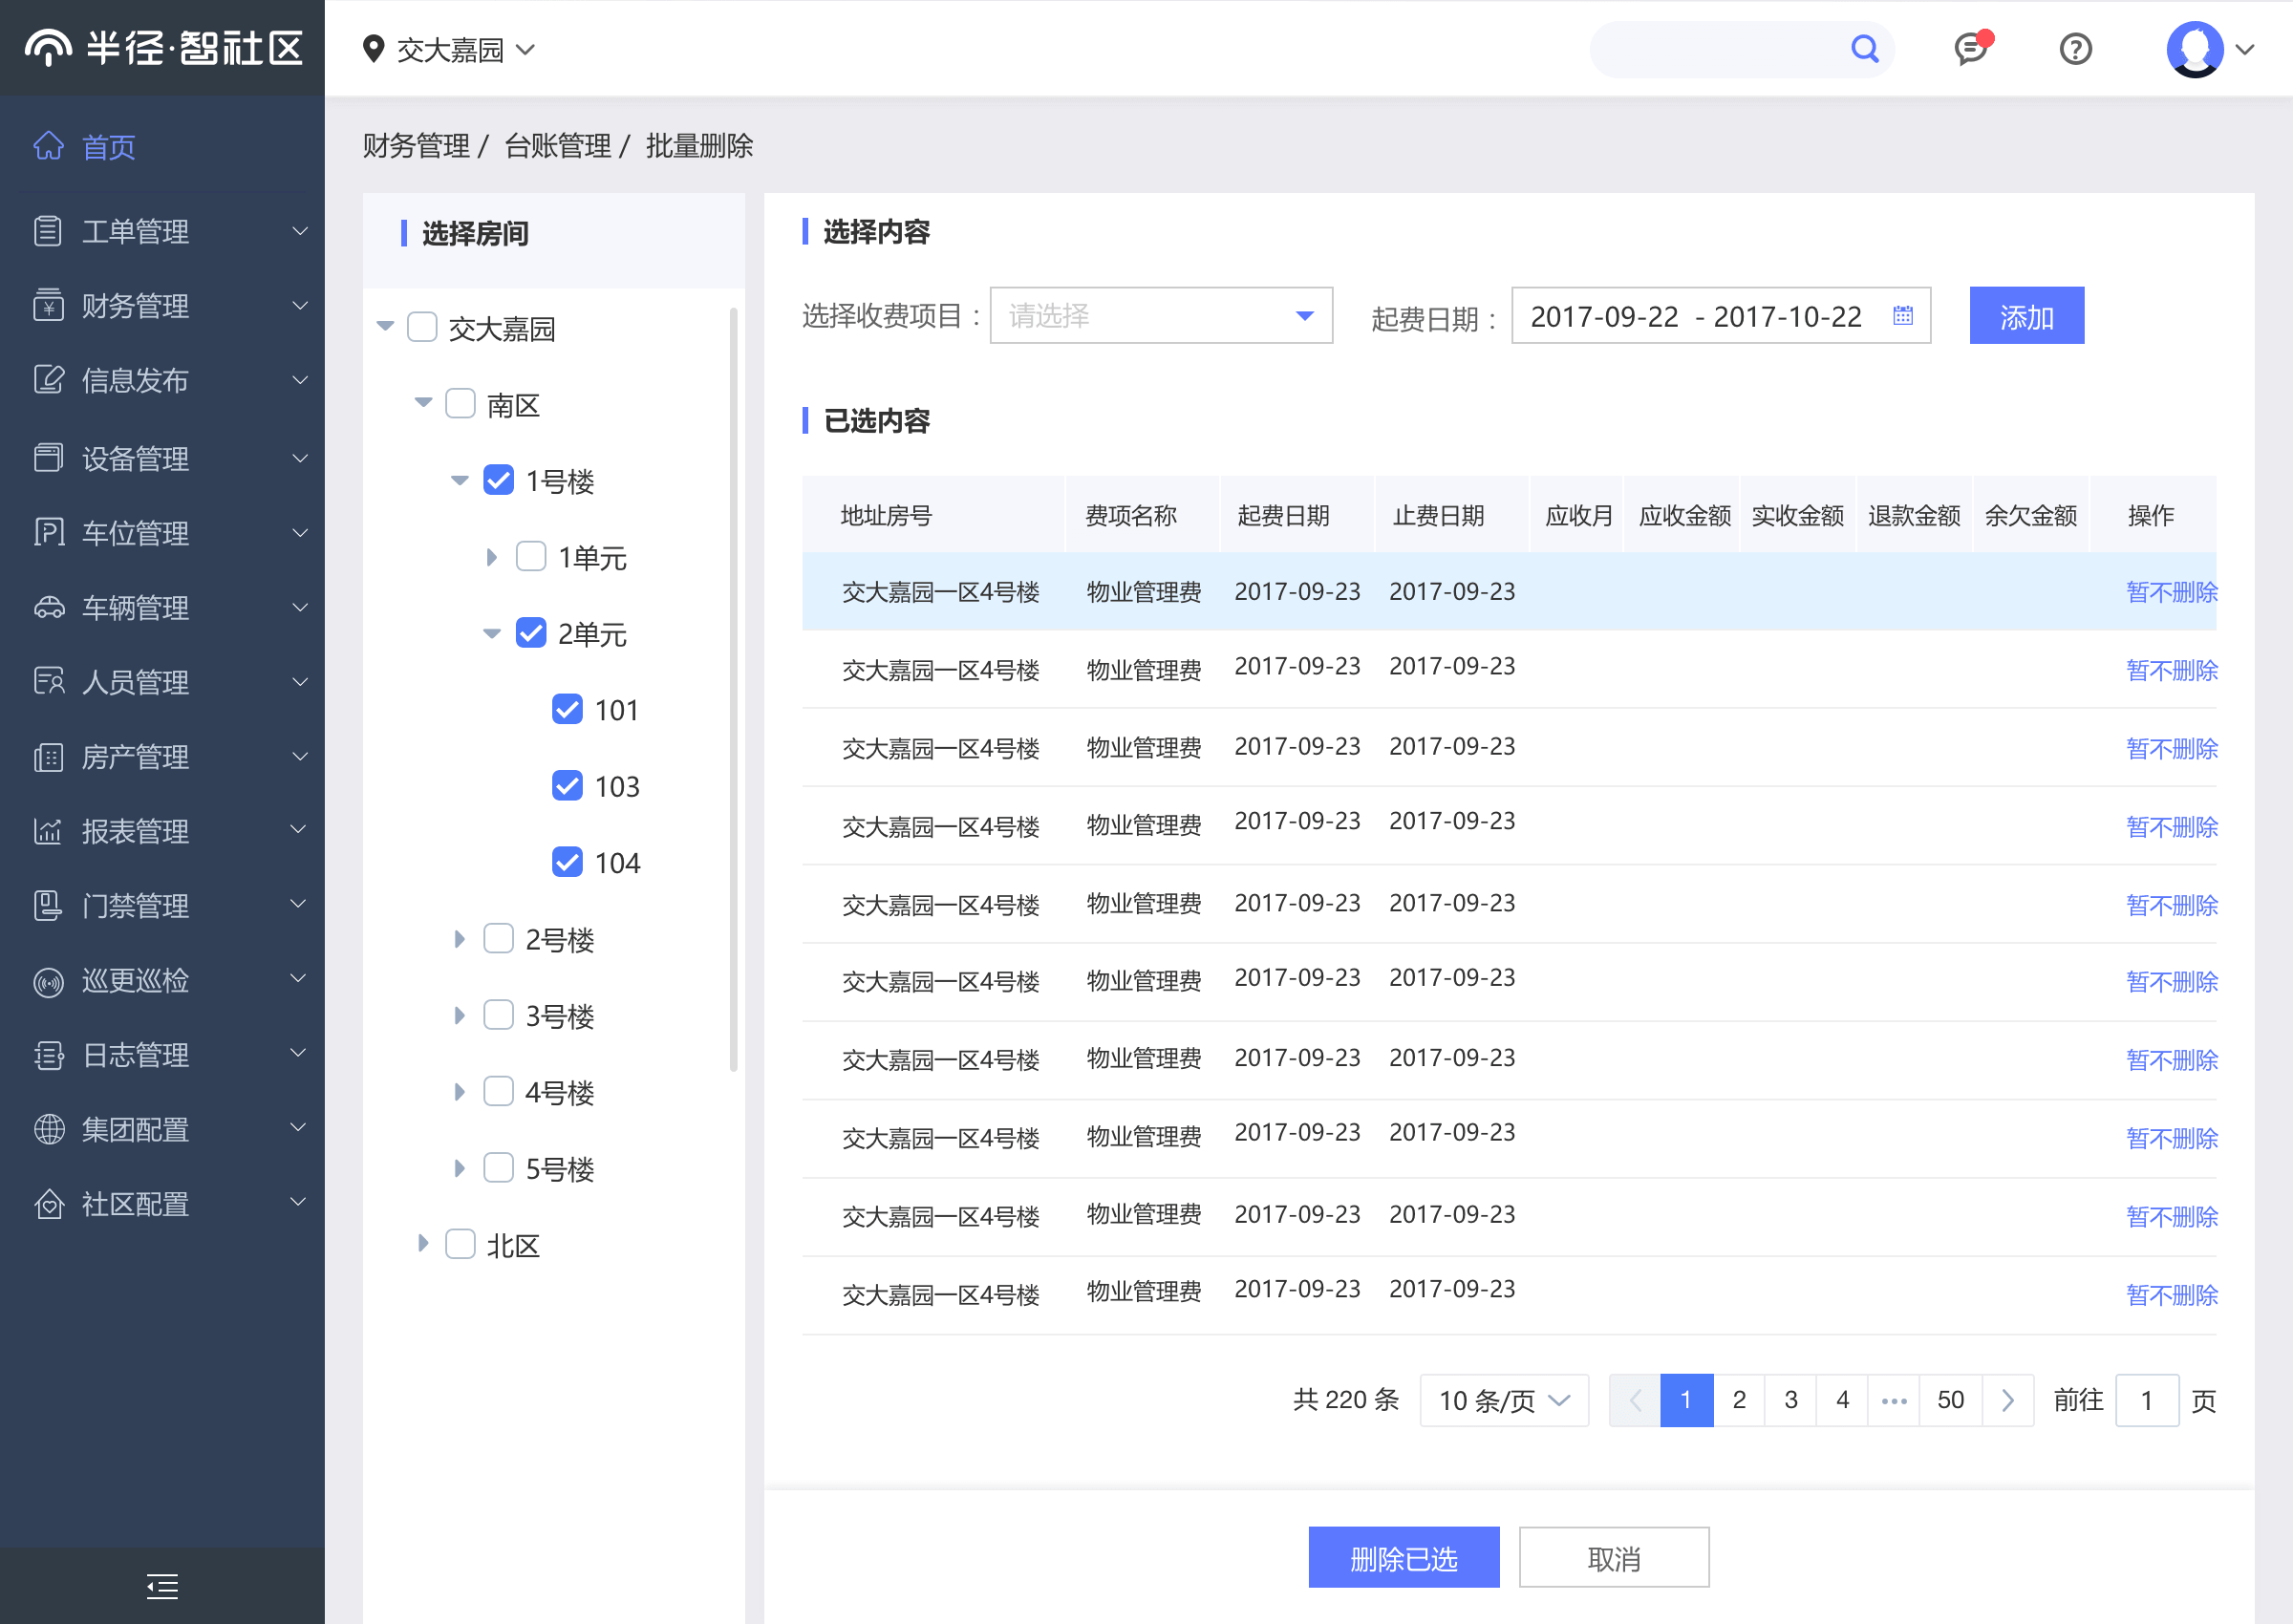 半径·智社区
交大嘉园
首页
工单管理
财务管理
信息发布
设备管理
车位管理
车辆管理
人员管理
房产管理
报表管理
门禁管理
巡更巡检
日志管理
集团配置
社区配置
财务管理 / 台账管理 / 批量删除
选择房间
交大嘉园
南区
1号楼
1单元
2单元
101
103
104
2号楼
3号楼
4号楼
5号楼
北区
选择内容
选择收费项目： 请选择 起费日期： 2017-09-22 - 2017-10-22 添加
已选内容
地址房号 费项名称 起费日期 止费日期 应收月 应收金额 实收金额 退款金额 余欠金额 操作
交大嘉园一区4号楼 物业管理费 2017-09-23 2017-09-23 暂不删除
交大嘉园一区4号楼 物业管理费 2017-09-23 2017-09-23 暂不删除
交大嘉园一区4号楼 物业管理费 2017-09-23 2017-09-23 暂不删除
交大嘉园一区4号楼 物业管理费 2017-09-23 2017-09-23 暂不删除
交大嘉园一区4号楼 物业管理费 2017-09-23 2017-09-23 暂不删除
交大嘉园一区4号楼 物业管理费 2017-09-23 2017-09-23 暂不删除
交大嘉园一区4号楼 物业管理费 2017-09-23 2017-09-23 暂不删除
交大嘉园一区4号楼 物业管理费 2017-09-23 2017-09-23 暂不删除
交大嘉园一区4号楼 物业管理费 2017-09-23 2017-09-23 暂不删除
交大嘉园一区4号楼 物业管理费 2017-09-23 2017-09-23 暂不删除
共 220 条 10 条/页 1 2 3 4 ••• 50 前往 1 页
删除已选 取消